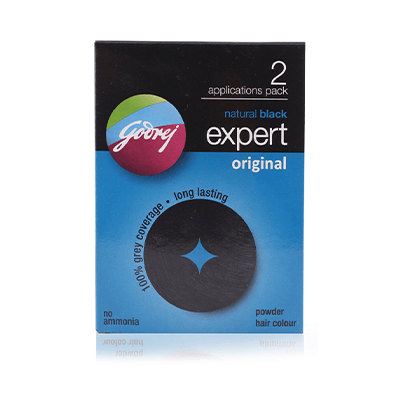 2
applications pack
natural black
Godrej
expert
original
100% grey coverage • long lasting
no
ammonia
powder
hair colour